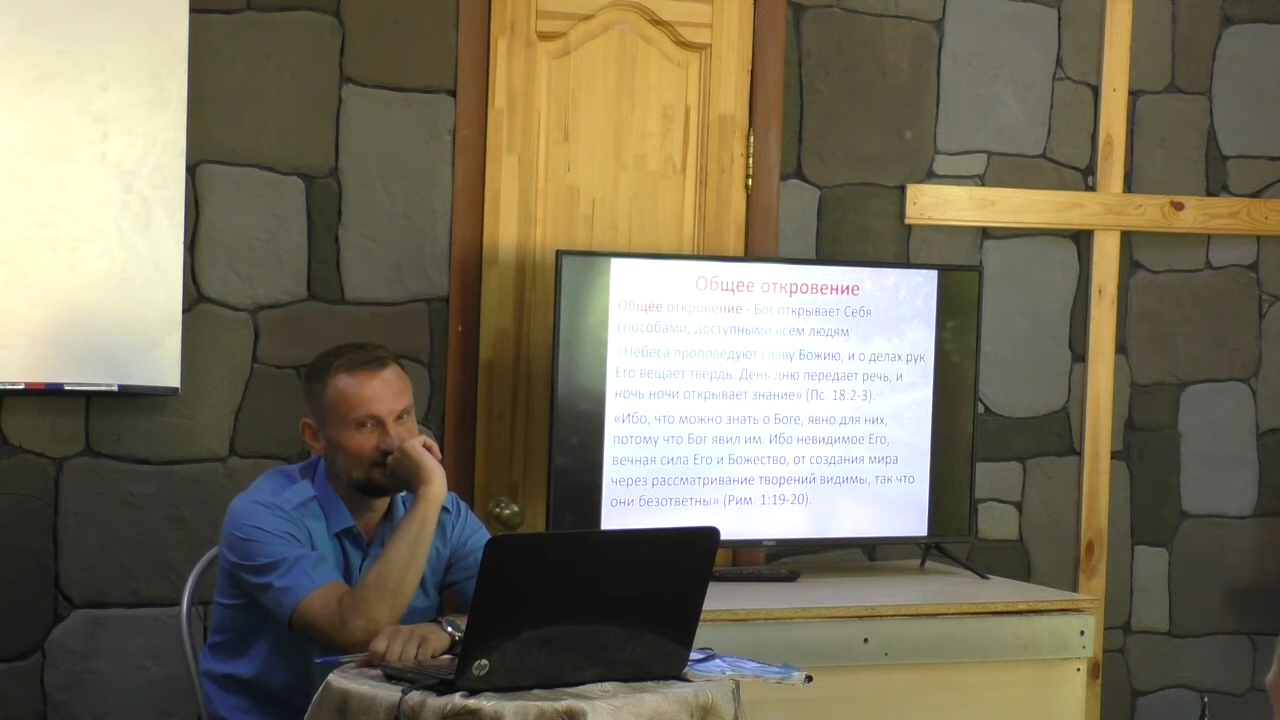 Общее откровение
Общее откровение - Бог открывает Себя
способами, доступными всем людям
«Небеса проповедуют славу Божию, и о делах рук
Его вещает твердь. День дню передает речь, и
ночь ночи открывает знание» (Пс. 18:2-3).
«Ибо, что можно знать о Боге, явно для них,
потому что Бог явил им. Ибо невидимое Его,
вечная сила Его и Божество, от создания мира
через рассматривание творений видимы, так что
они безответны» (Рим. 1:19-20).
Haier
hp